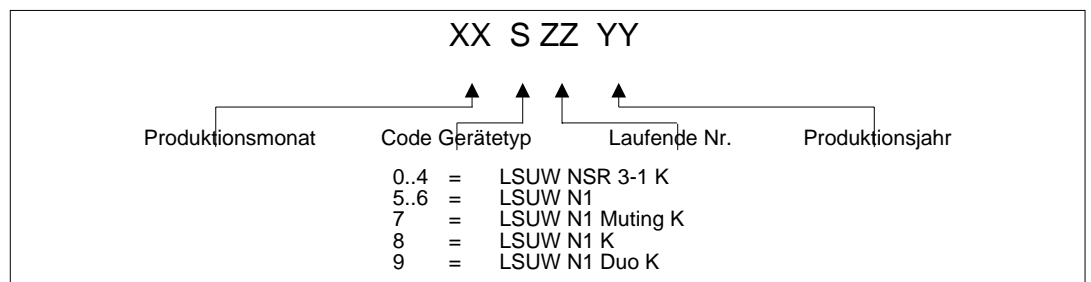 XX S ZZ YY
Produktionsmonat Code Gerätetyp Laufende Nr. Produktionsjahr
0..4 = LSUW NSR 3-1 K
5..6 = LSUW N1
7 = LSUW N1 Muting K
8 = LSUW N1 K
9 = LSUW N1 Duo K